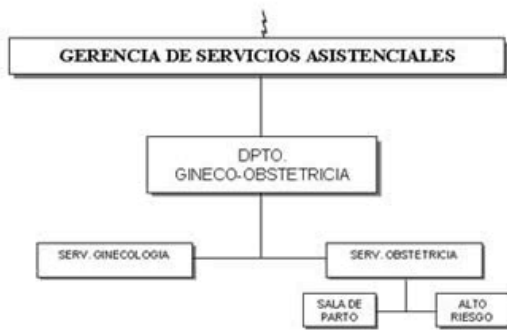 GERENCIA DE SERVICIOS ASISTENCIALES
DPTO.
GINECO-OBSTETRICIA
SERV. GINECOLOGIA
SERV. OBSTETRICIA
SALA DE
PARTO
ALTO
RIESGO